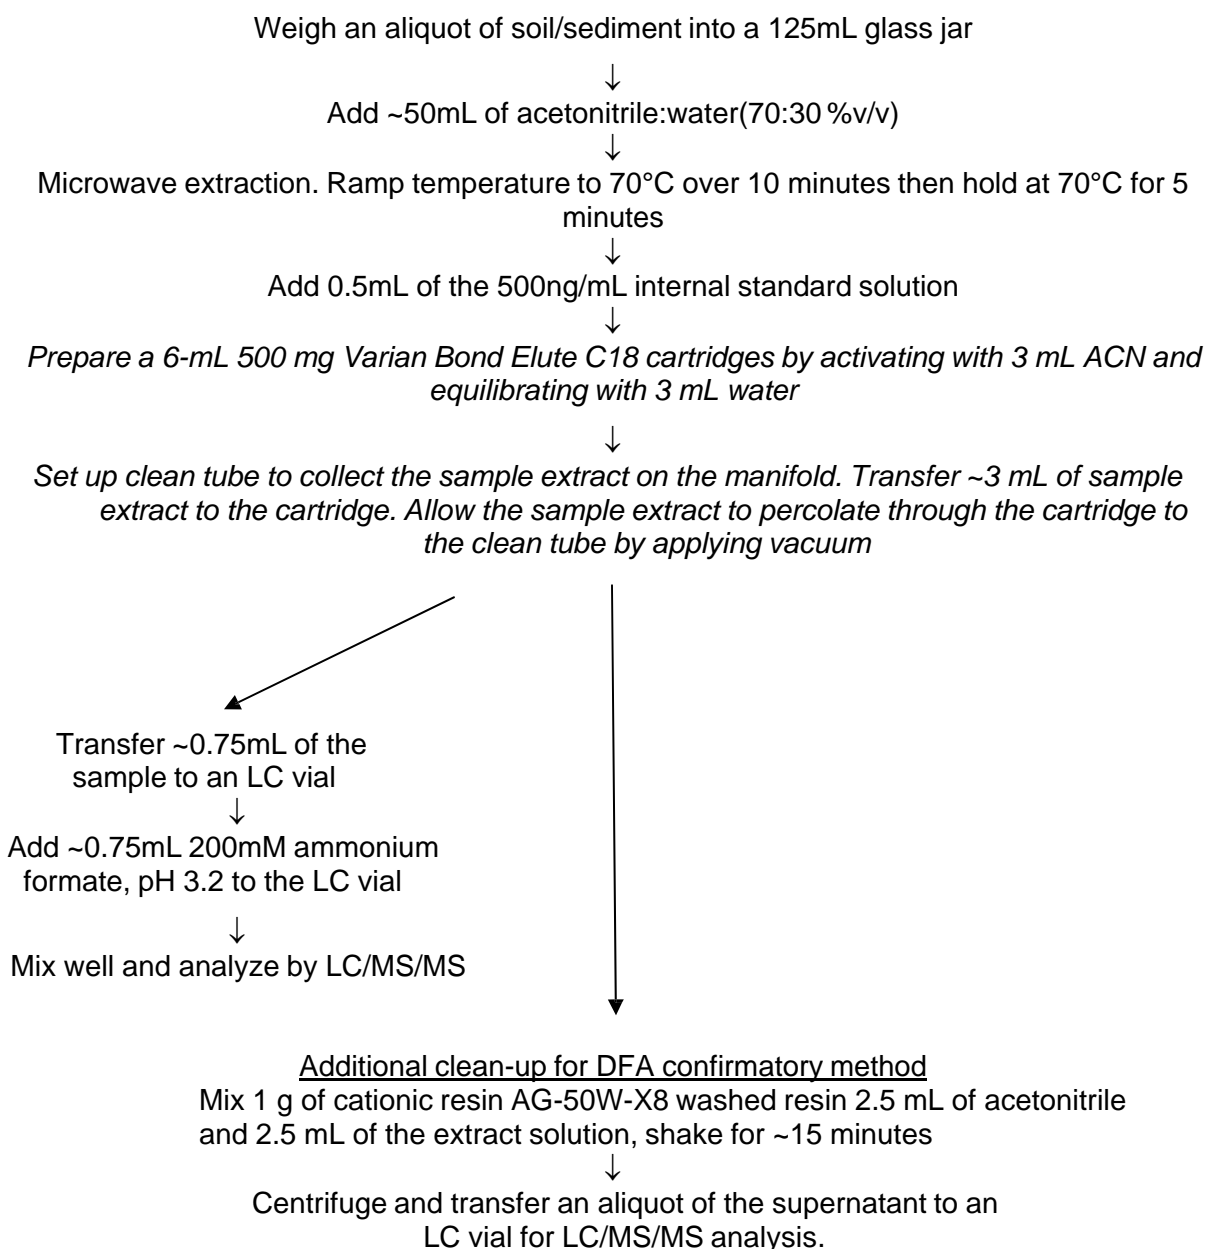 Weigh an aliquot of soil/sediment into a 125mL glass jar
↓
Add ~50mL of acetonitrile:water(70:30 %v/v)
↓
Microwave extraction. Ramp temperature to 70°C over 10 minutes then hold at 70°C for 5
minutes
↓
Add 0.5mL of the 500ng/mL internal standard solution
↓
Prepare a 6-mL 500 mg Varian Bond Elute C18 cartridges by activating with 3 mL ACN and
equilibrating with 3 mL water
↓
Set up clean tube to collect the sample extract on the manifold. Transfer ~3 mL of sample
extract to the cartridge. Allow the sample extract to percolate through the cartridge to
the clean tube by applying vacuum
Transfer ~0.75mL of the
sample to an LC vial
↓
Add ~0.75mL 200mM ammonium
formate, pH 3.2 to the LC vial
↓
Mix well and analyze by LC/MS/MS
Additional clean-up for DFA confirmatory method
Mix 1 g of cationic resin AG-50W-X8 washed resin 2.5 mL of acetonitrile
and 2.5 mL of the extract solution, shake for ~15 minutes
↓
Centrifuge and transfer an aliquot of the supernatant to an
LC vial for LC/MS/MS analysis.